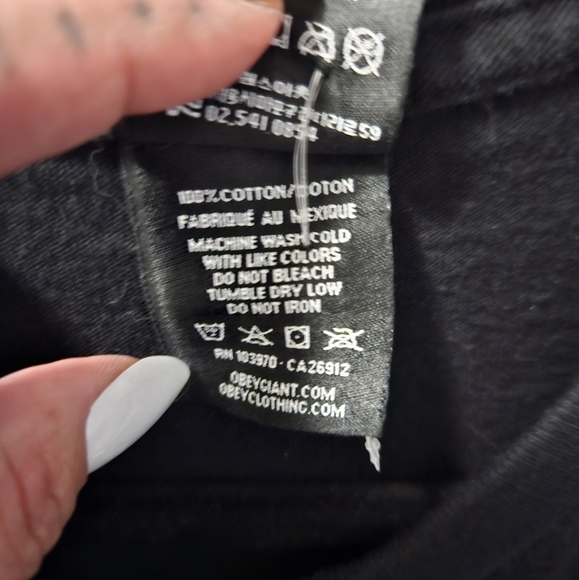 02.541.0854
100% COTTON/COTON
FABRIQUÉ AU MEXIQUE
MACHINE WASH COLD
WITH LIKE COLORS
DO NOT BLEACH
TUMBLE DRY LOW
DO NOT IRON
RN 103970 - CA26912
OBEYGIANT.COM
OBEYCLOTHING.COM